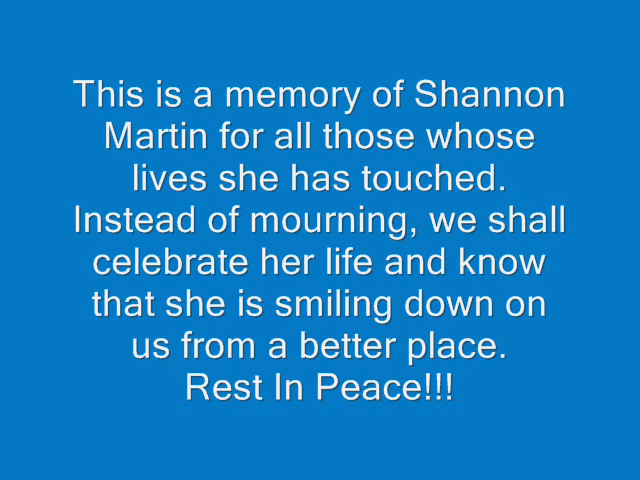 This is a memory of Shannon
Martin for all those whose
lives she has touched.
Instead of mourning, we shall
celebrate her life and know
that she is smiling down on
us from a better place.
Rest In Peace!!!